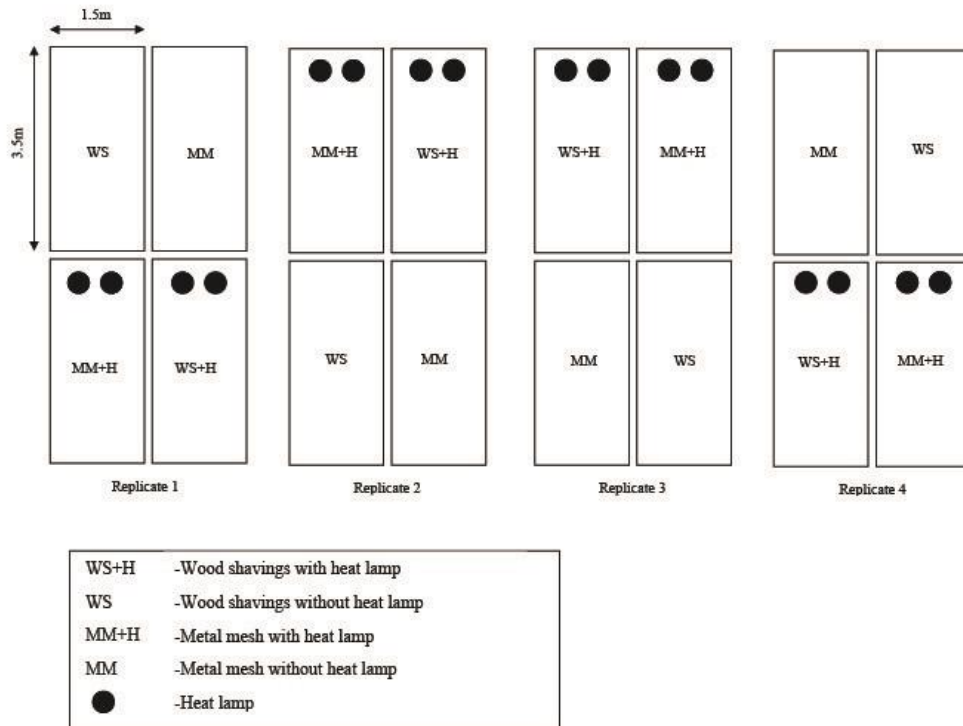 1.5m
3.5m
WS MM MM+H WS+H WS+H MM+H MM WS
MM+H WS+H WS MM MM WS WS+H MM+H
Replicate 1 Replicate 2 Replicate 3 Replicate 4
WS+H -Wood shavings with heat lamp
WS -Wood shavings without heat lamp
MM+H -Metal mesh with heat lamp
MM -Metal mesh without heat lamp
-Heat lamp